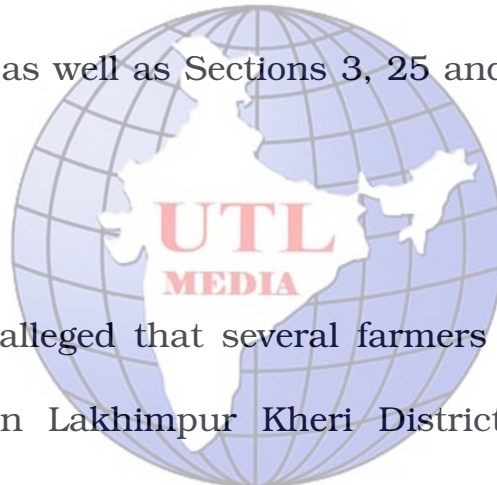 as well as Sections 3, 25 and
UTL
MEDIA
alleged that several farmers
n Lakhimpur Kheri District